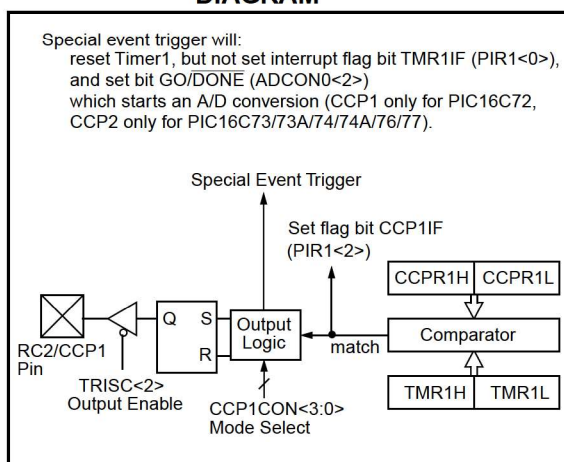 DIAGRAM
Special event trigger will:
reset Timer1, but not set interrupt flag bit TMR1IF (PIR1<0>),
and set bit GO/DONE (ADCON0<2>)
which starts an A/D conversion (CCP1 only for PIC16C72,
CCP2 only for PIC16C73/73A/74/74A/76/77).
Special Event Trigger
Set flag bit CCP1IF
(PIR1<2>)
CCPR1H CCPR1L
Q S
R
Output
Logic
match
Comparator
RC2/CCP1
Pin
TRISC<2>
Output Enable
CCP1CON<3:0>
Mode Select
TMR1H TMR1L